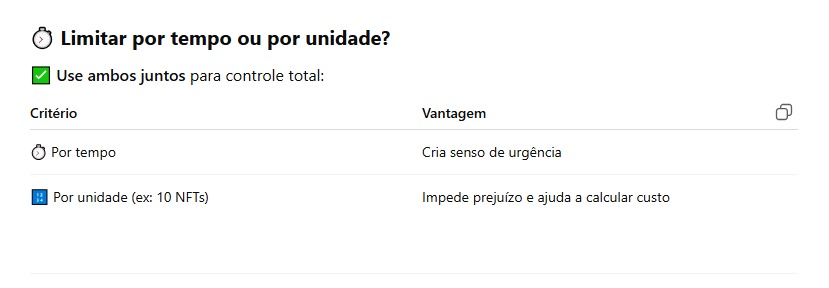 ⏱ Limitar por tempo ou por unidade?
✅ Use ambos juntos para controle total:
Critério Vantagem
⏱ Por tempo Cria senso de urgência
🔢 Por unidade (ex: 10 NFTs) Impede prejuízo e ajuda a calcular custo